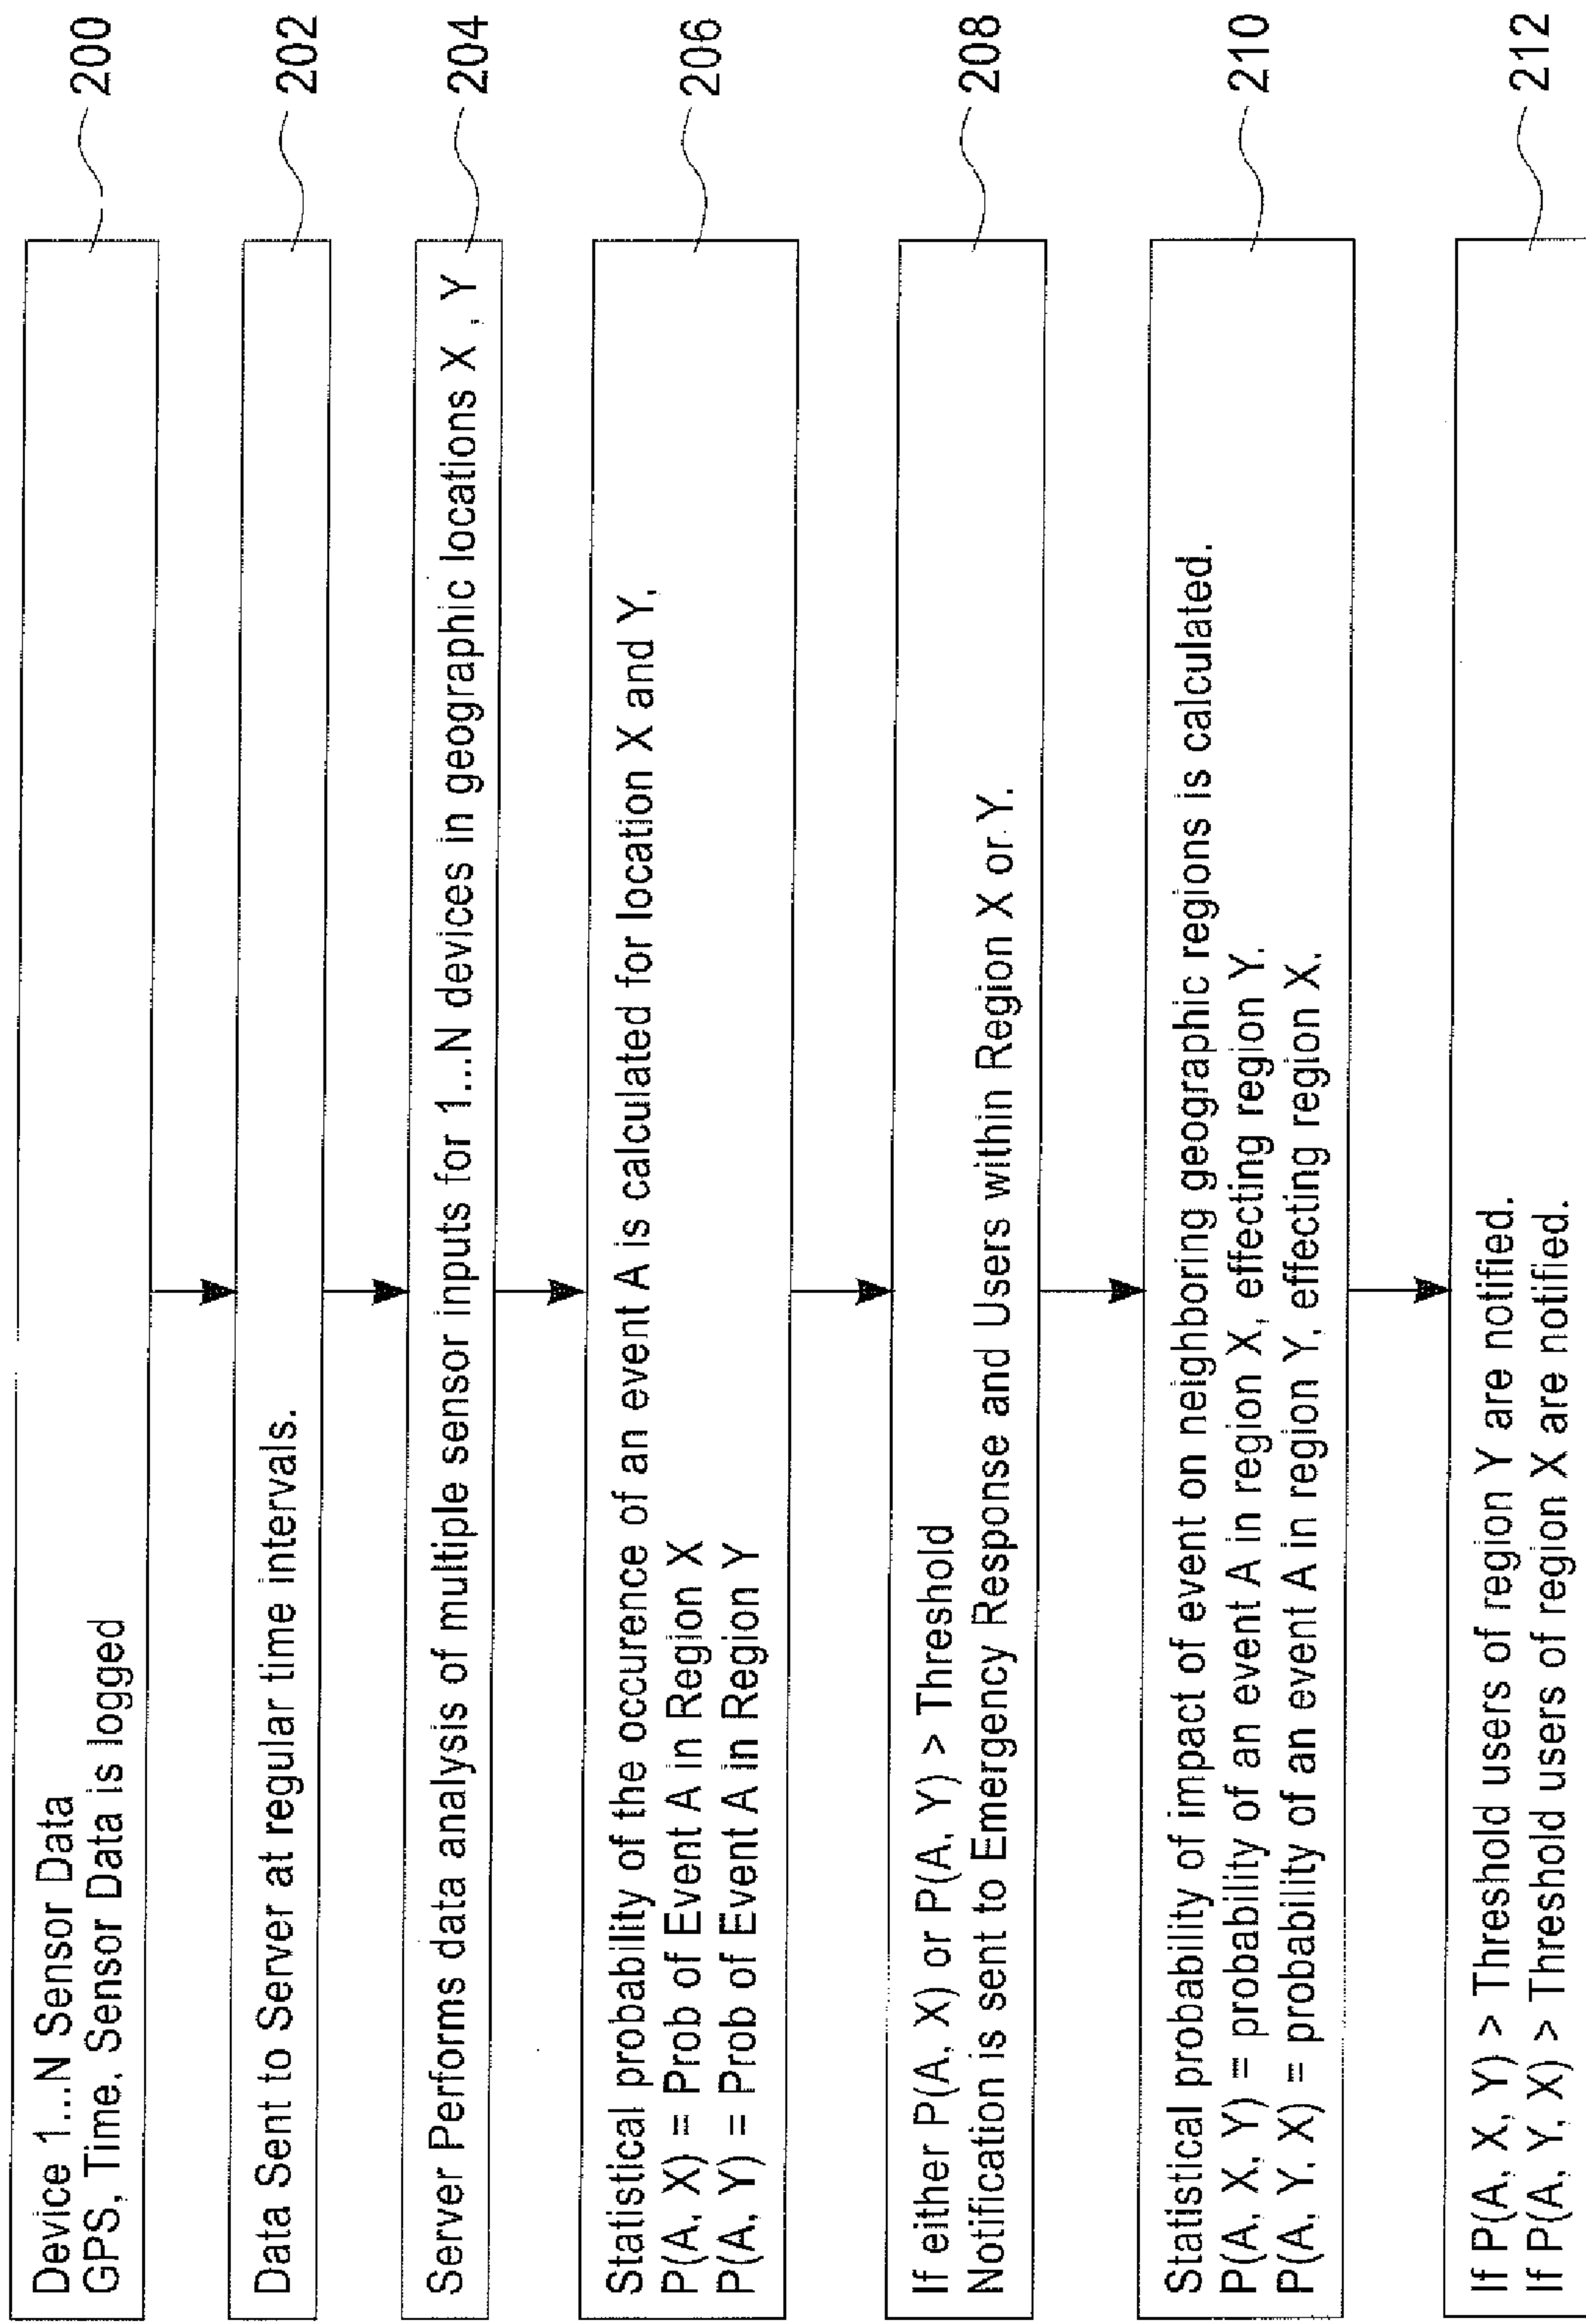 Device 1...N Sensor Data
GPS, Time. Sensor Data is logged
200
Data Sent to Server at regular time intervals.
202
Server Performs data analysis of multiple sensor inputs for 1...N devices in geographic locations X , Y
204
Statistical probability of the occurence of an event A is calculated for location X and Y,
P(A, X) = Prob of Event A in Region X
P(A, Y) = Prob of Event A in Region Y
206
If either P(A, X) or P(A, Y) > Threshold
Notification is sent to Emergency Response and Users within Region X or Y.
208
Statistical probability of impact of event on neighboring geographic regions is calculated.
P(A, X, Y) = probability of an event A in region X, effecting region Y.
P(A, Y, X) = probability of an event A in region Y, effecting region X.
210
If P(A, X, Y) > Threshold users of region Y are notified.
If P(A, Y, X) > Threshold users of region X are notified.
212